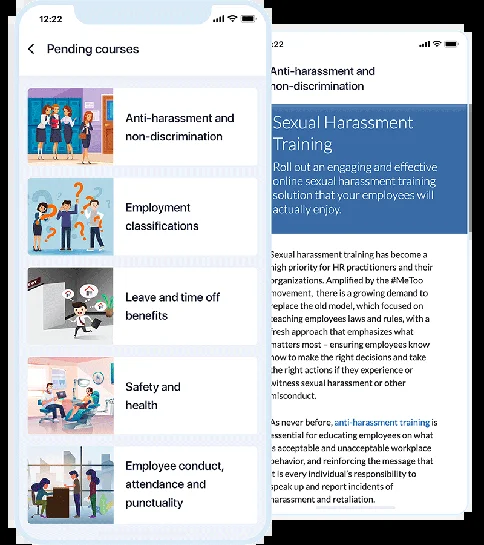 12:22
Pending courses
Anti-harassment and
non-discrimination
Employment
classifications
Leave and time off
benefits
Safety and
health
Employee conduct,
attendance and
punctuality
:22
Anti-harassment and
non-discrimination
Sexual Harassment
Training
Roll out an engaging and effective
online sexual harassment training
solution that your employees will
actually enjoy.
Sexual harassment training has become a
high priority for HR practitioners and their
organizations. Amplified by the #MeToo
movement, there is a growing demand to
replace the old model, which focused on
teaching employees laws and rules, with a
fresh approach that emphasizes what
matters most – ensuring employees know
how to make the right decisions and take
the right actions if they experience or
witness sexual harassment or other
misconduct.
As never before, anti-harassment training is
essential for educating employees on what
is acceptable and unacceptable workplace
behavior, and reinforcing the message that
it is every individual's responsibility to
speak up and report incidents of
harassment and retaliation.